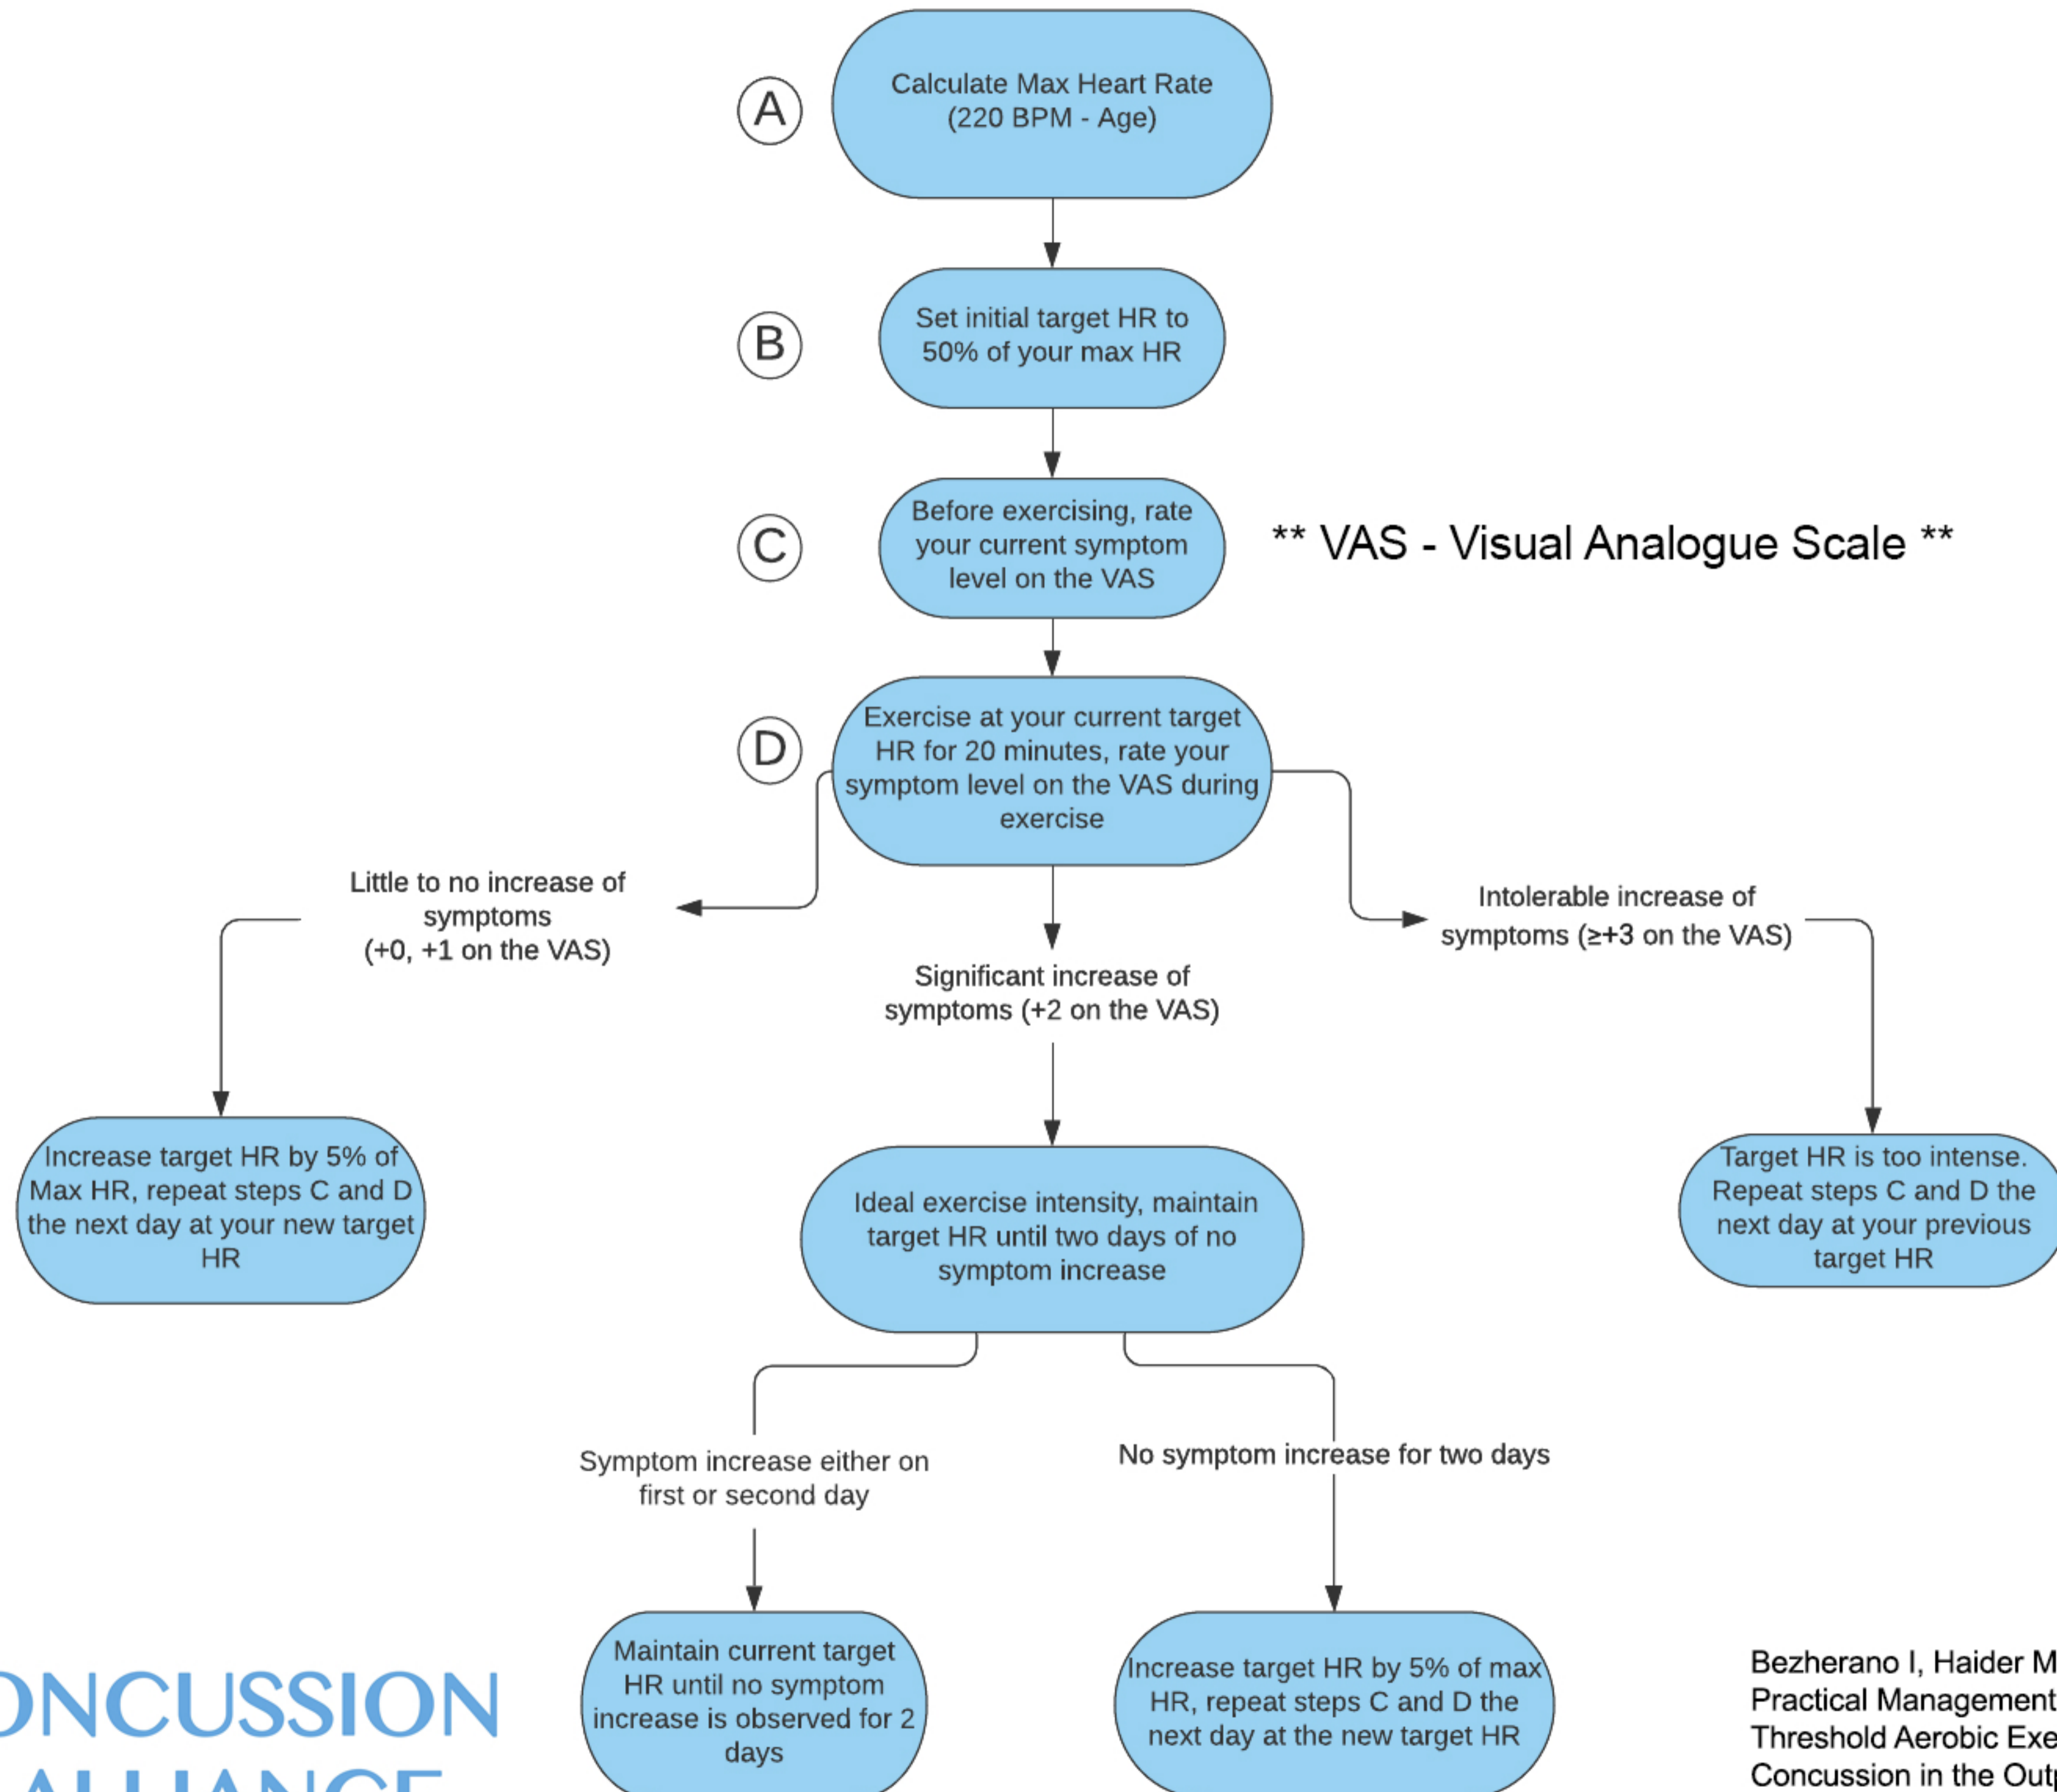 A
Calculate Max Heart Rate
(220 BPM - Age)
B
Set initial target HR to
50% of your max HR
C
Before exercising, rate
your current symptom
level on the VAS
** VAS - Visual Analogue Scale **
D
Exercise at your current target
HR for 20 minutes, rate your
symptom level on the VAS during
exercise
Little to no increase of
symptoms
(+0, +1 on the VAS)
Significant increase of
symptoms (+2 on the VAS)
Intolerable increase of
symptoms (≥+3 on the VAS)
Increase target HR by 5% of
Max HR, repeat steps C and D
the next day at your new target
HR
Ideal exercise intensity, maintain
target HR until two days of no
symptom increase
Target HR is too intense.
Repeat steps C and D the
next day at your previous
target HR
Symptom increase either on
first or second day
No symptom increase for two days
Maintain current target
HR until no symptom
increase is observed for 2
days
Increase target HR by 5% of max
HR, repeat steps C and D the
next day at the new target HR
ONCUSSION
ALLIANCE
Bezherano I, Haider M
Practical Management
Threshold Aerobic Exe
Concussion in the Outp